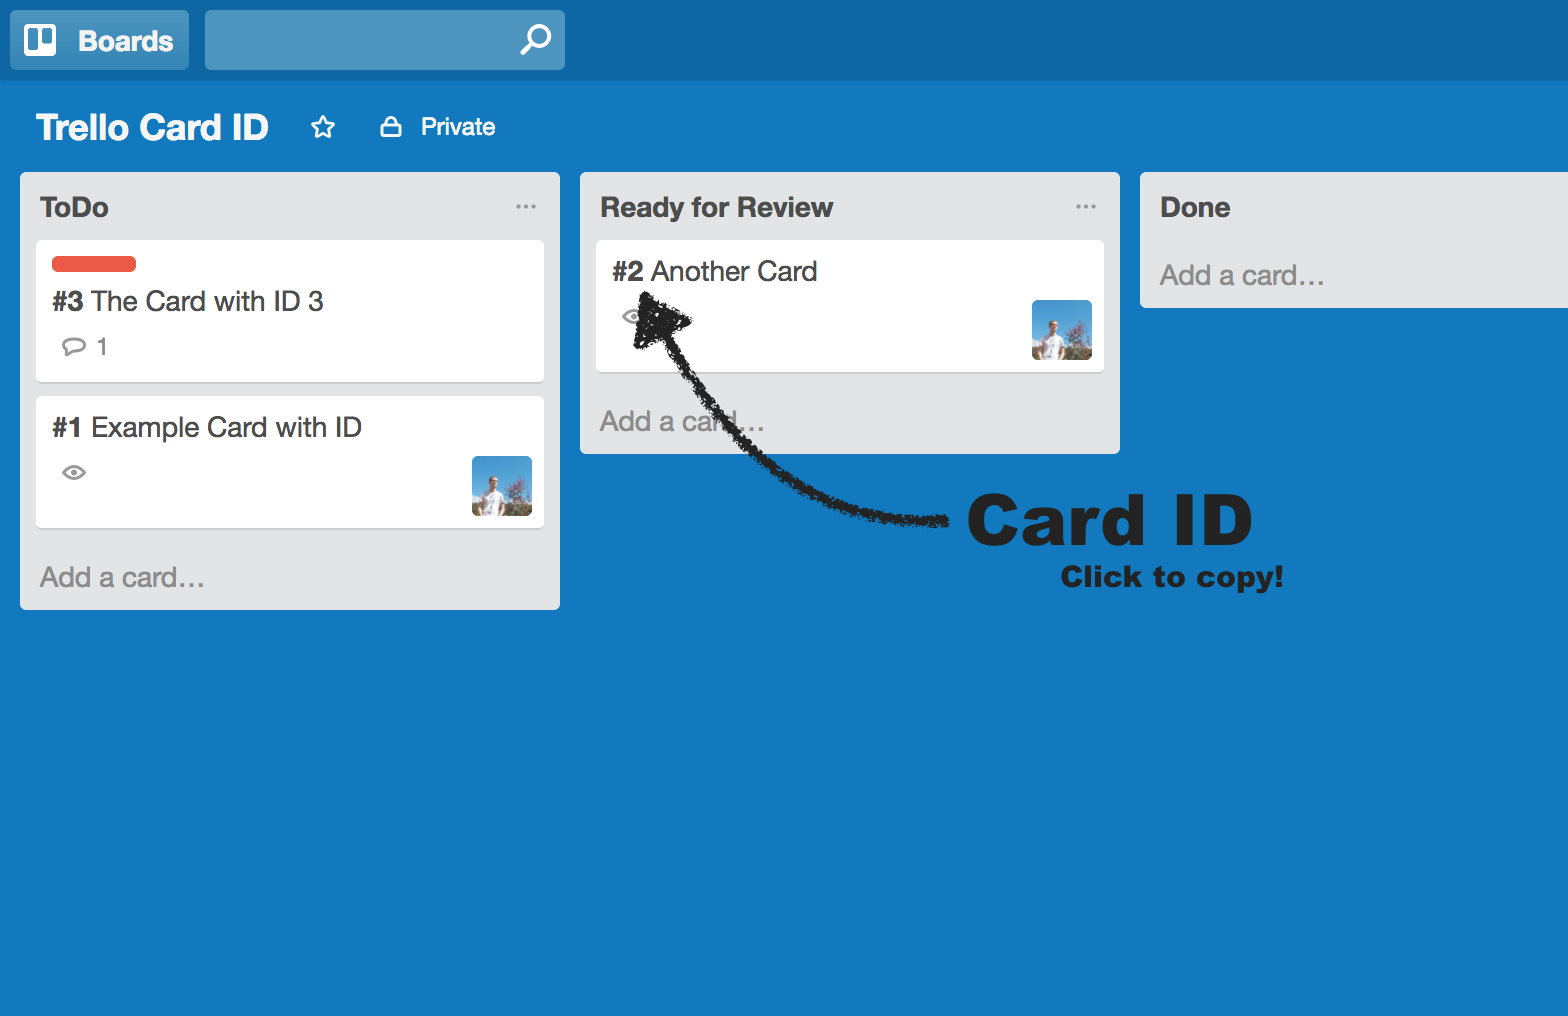 Boards
Trello Card ID
Private
ToDo
#3 The Card with ID 3
1
#1 Example Card with ID
Add a card…
Ready for Review
#2 Another Card
Add a card…
Done
Add a card…
Card ID
Click to copy!